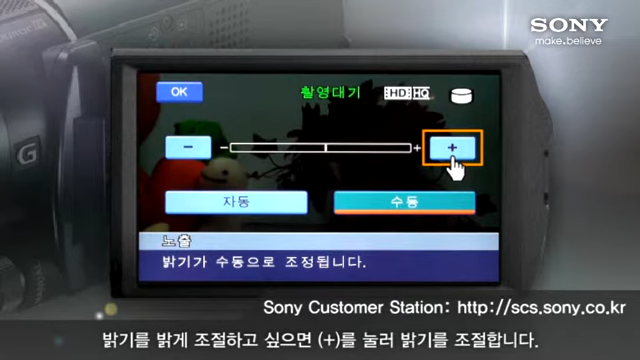 SONY
make.believe
OK
촬영대기
HD HQ
-
-
+
+
자동
수동
노출
밝기가 수동으로 조정됩니다.
G
Sony Customer Station: http://scs.sony.co.kr
밝기를 밝게 조절하고 싶으면 (+)를 눌러 밝기를 조절합니다.